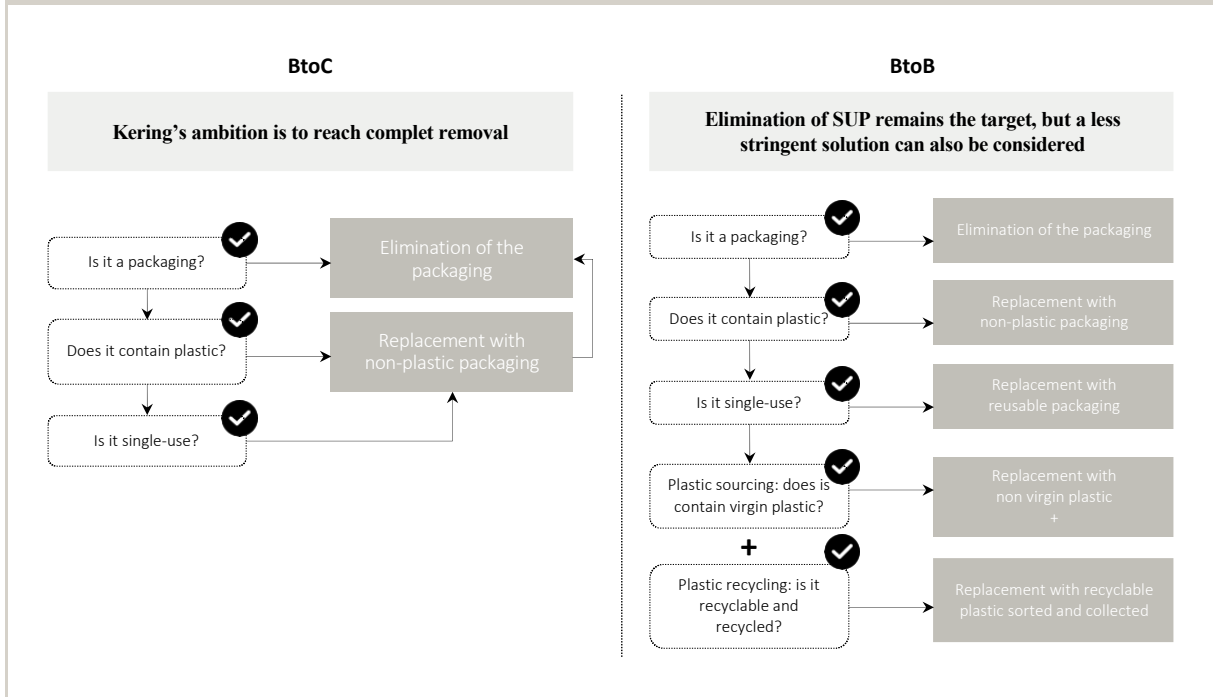 BtoC
Kering's ambition is to reach complet removal
Is it a packaging?
Elimination of the
packaging
Does it contain plastic?
Replacement with
non-plastic packaging
Is it single-use?
BtoB
Elimination of SUP remains the target, but a less
stringent solution can also be considered
Is it a packaging?
Elimination of the packaging
Does it contain plastic?
Replacement with
non-plastic packaging
Is it single-use?
Replacement with
reusable packaging
Plastic sourcing: does is
contain virgin plastic?
Replacement with
non virgin plastic
+
+
Plastic recycling: is it
recyclable and
recycled?
Replacement with recyclable
plastic sorted and collected